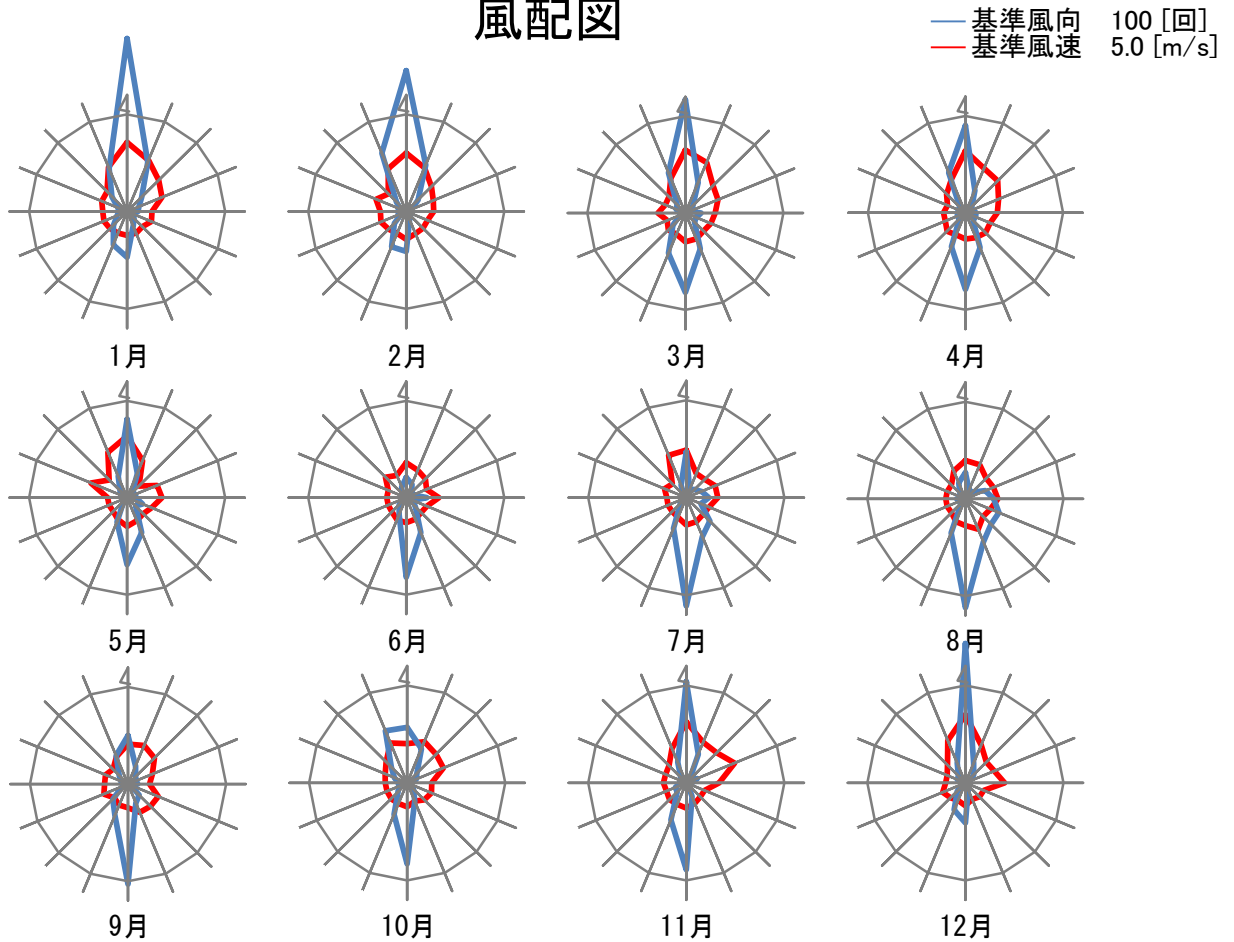 風配図
基準風向 100 [回]
基準風速 5.0 [m/s]
1月 2月 3月 4月
5月 6月 7月 8月
9月 10月 11月 12月